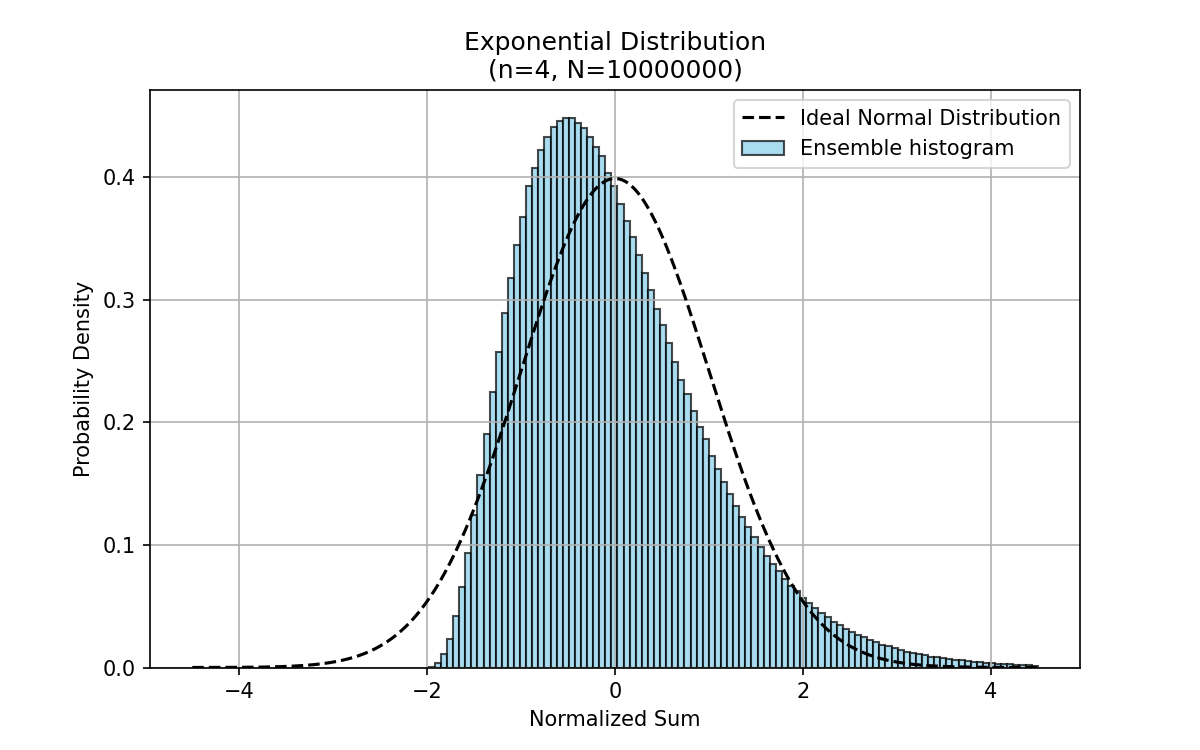 Exponential Distribution
(n=4, N=10000000)
Ideal Normal Distribution
Ensemble histogram
Probability Density
0.4
0.3
0.2
0.1
0.0
−4
−2
0
2
4
Normalized Sum